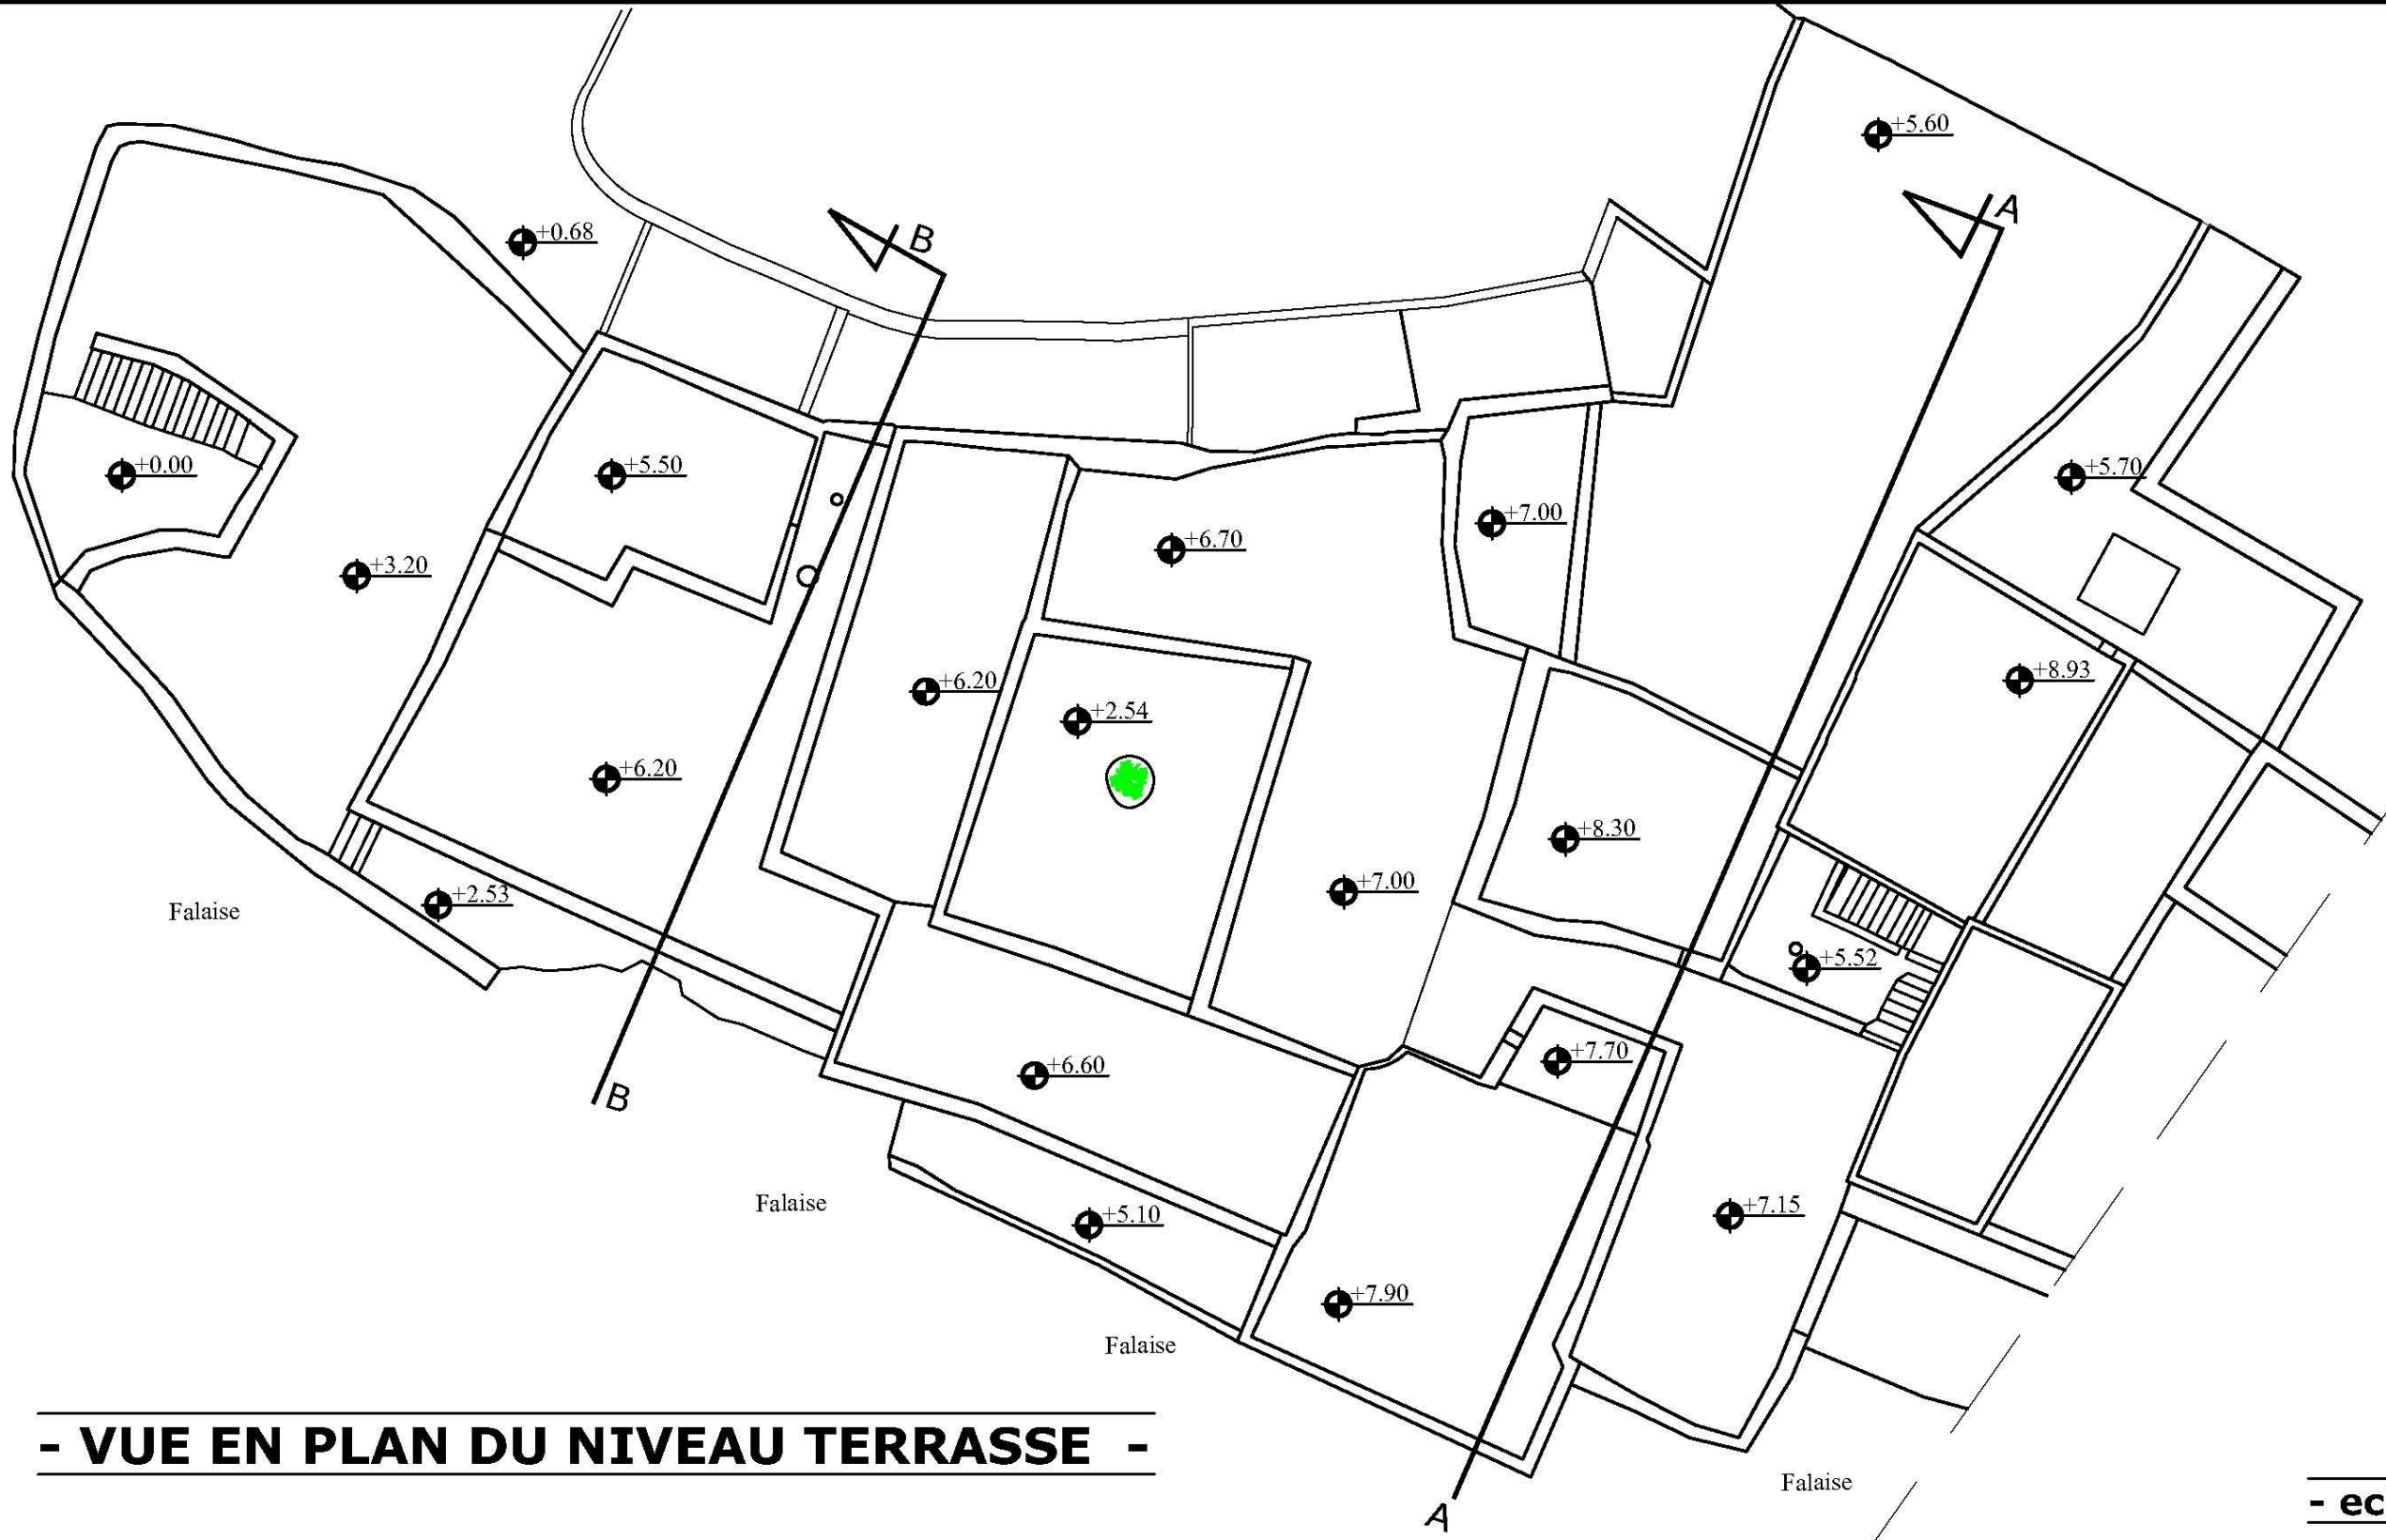 +5.60
A
+0.68
B
+0.00
+5.50
+5.70
+7.00
+6.70
+3.20
+8.93
+6.20
+2.54
+6.20
+8.30
+7.00
+2.53
Falaise
+5.52
+7.70
+6.60
B
Falaise
+5.10
+7.15
+7.90
Falaise
- VUE EN PLAN DU NIVEAU TERRASSE -
Falaise
A
- ec